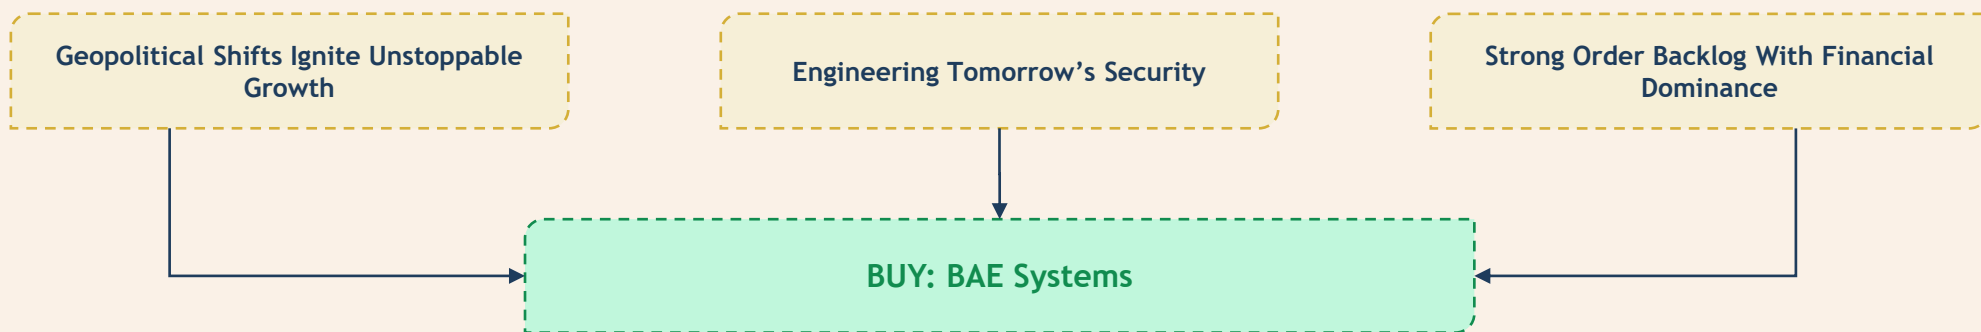 Geopolitical Shifts Ignite Unstoppable
Growth
Engineering Tomorrow’s Security
Strong Order Backlog With Financial
Dominance
BUY: BAE Systems